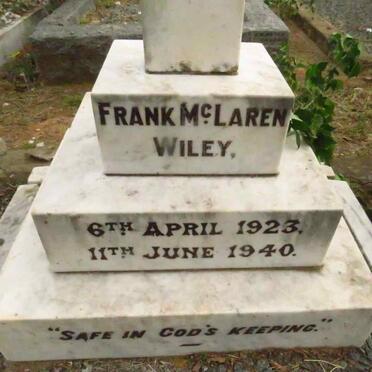 FRANK McLAREN
WILEY,
6TH APRIL 1923.
11TH JUNE 1940.
"SAFE IN GOD'S KEEPING."